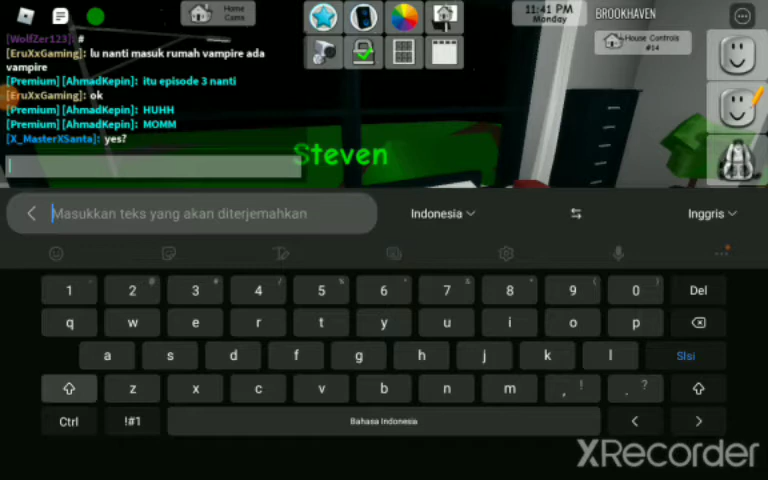 Home
Cams
11:41 PM
Monday
BROOKHAVEN
House Controls
#14
[WolfZer123]: #
[EruXxGaming]: lu nanti masuk rumah vampire ada
vampire
[Premium] [AhmadKepin]: itu episode 3 nanti
[EruXxGaming]: ok
[Premium] [AhmadKepin]: HUHH
[Premium] [AhmadKepin]: MOMM
[X_MasterXSanta]: yes?
Steven
Masukkan teks yang akan diterjemahkan
Indonesia
Inggris
1 2 3 4 5 6 7 8 9 0 Del
q w e r t y u i o p
a s d f g h j k l SIsi
z x c v b n m , ! . ?
Ctrl !#1 Bahasa Indonesia < >
XRecorder